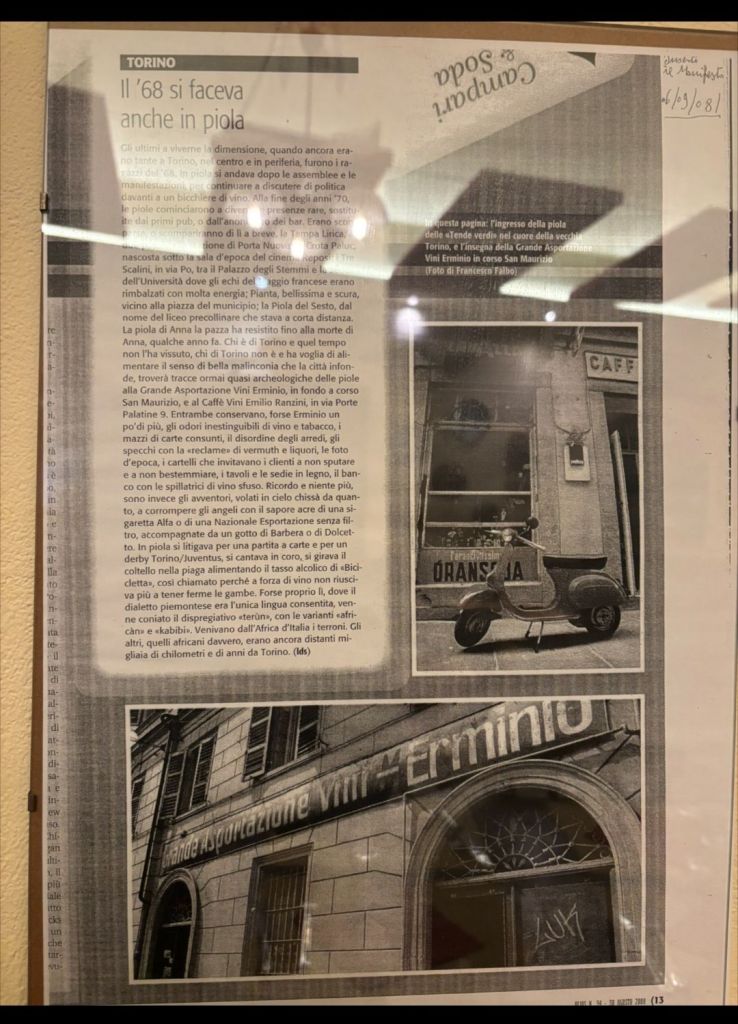 TORINO
Il '68 si faceva
anche in piola
Gli ultimi a viverne la dimensione, quando ancora era-
no tante a Torino, nel centro e in periferia, furono i ra-
gazzi del '68. In piola si andava dopo le assemblee e le
manifestazioni, per continuare a discutere di politica
davanti a un bicchiere di vino. Alla fine degli anni '70,
le piole cominciarono a presenze rare, sostitu-
ite dai primi pub, o dall' dei bar. Erano
o scompariranno di lì a breve, la Tampa Lirica,
zione di Porta Nuova Grota Palüc,
nascosta sotto la sala d'epoca del cinema Tre
Scalini, in via Po, tra il Palazzo degli Stemmi e
dell'Università dove gli echi del maggio francese erano
rimbalzati con molta energia; Pianta, bellissima e scura,
vicino alla piazza del municipio; la Piola del Sesto, dal
nome del liceo precollinare che stava a corta distanza.
La piola di Anna la pazza ha resistito fino alla morte di
Anna, qualche anno fa. Chi è di Torino e quel tempo
non l'ha vissuto, chi di Torino non è e ha voglia di ali-
mentare il senso di bella malinconia che la città infon-
de, troverà tracce ormai quasi archeologiche delle piole
alla Grande Asportazione Vini Erminio, in fondo a corso
San Maurizio, e al Caffè Vini Emilio Ranzini, in via Porte
Palatine 9. Entrambe conservano, forse Erminio un
po'di più, gli odori inestinguibili di vino e tabacco, i
mazzi di carte consunti, il disordine degli arredi, gli
specchi con la «reclame» di vermuth e liquori, le foto
d'epoca, i cartelli che invitavano i clienti a non sputare
e a non bestemmiare, i tavoli e le sedie in legno, il ban-
co con le spillatrici di vino sfuso. Ricordo e niente più,
sono invece gli avventori, volati in cielo chissà da quan-
to, a corrompere gli angeli con il sapore acre di una si-
garetta Alfa o di una Nazionale Esportazione senza fil-
tro, accompagnate da un gotto di Barbera o di Dolcet-
to. In piola si litigava per una partita a carte e per un
derby Torino/Juventus, si cantava in coro, si girava il
coltello nella piaga alimentando il tasso alcolico di «Bici-
cletta», così chiamato perché a forza di vino non riusci-
va più a tener ferme le gambe. Forse proprio lì, dove il
dialetto piemontese era l'unica lingua consentita, ven-
ne coniato il dispregiativo «terùn», con le varianti «afri-
càn» e «kabibi». Venivano dall'Africa d'Italia i terroni. Gli
altri, quelli africani davvero, erano ancora distanti mi-
gliaia di chilometri e di anni da Torino. (lds)
Campari
& Soda
inserto
il Manifesto
06/09/08/
In questa pagina: l'ingresso della piola
delle «Tende verdi» nel cuore della vecchia
Torino, e l'insegna della Grande Asportazione
Vini Erminio in corso San Maurizio
(Foto di Francesco Falbo)
CAFF
ORANSODA
Grande Asportazione Vini Erminio
LUK
(13